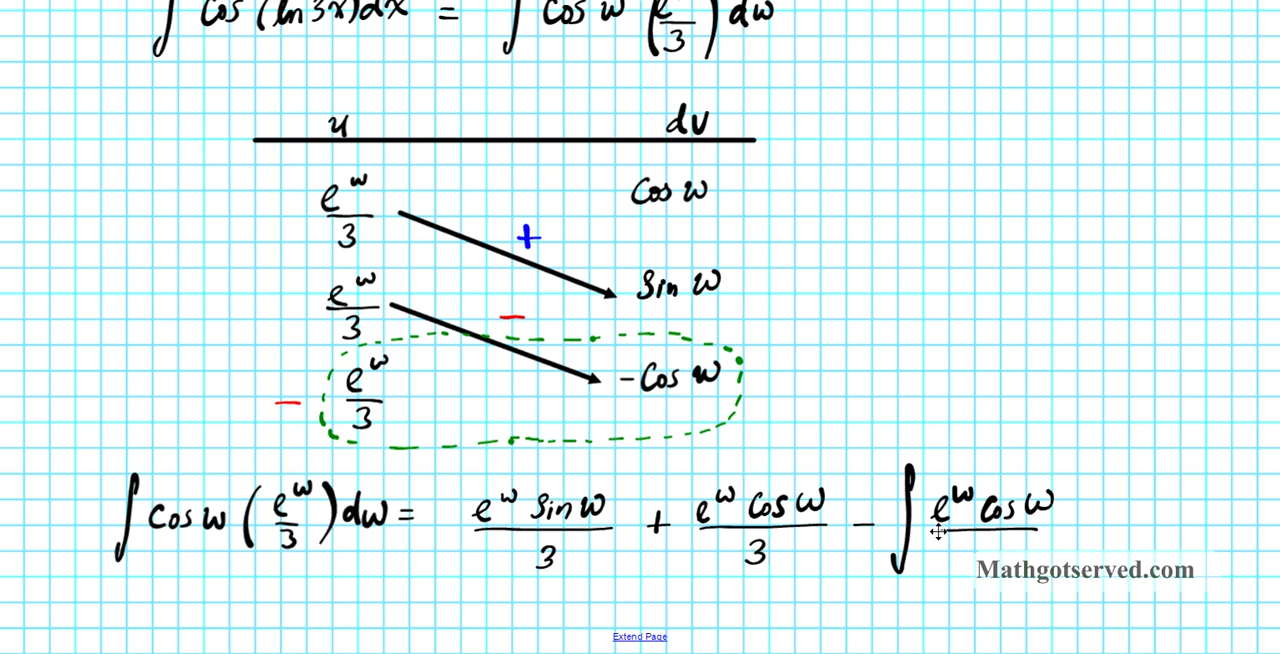 ∫ Cos (ln 3x) dx = ∫ Cos w (e^w/3) dw
u dv
e^w/3 Cos w
+
e^w/3 Sin w
−
− e^w/3 -Cos w
∫ Cos w (e^w/3) dw = e^w Sin w/3 + e^w Cos w/3 − ∫ e^w Cos w
Mathgotserved.com
Extend Page